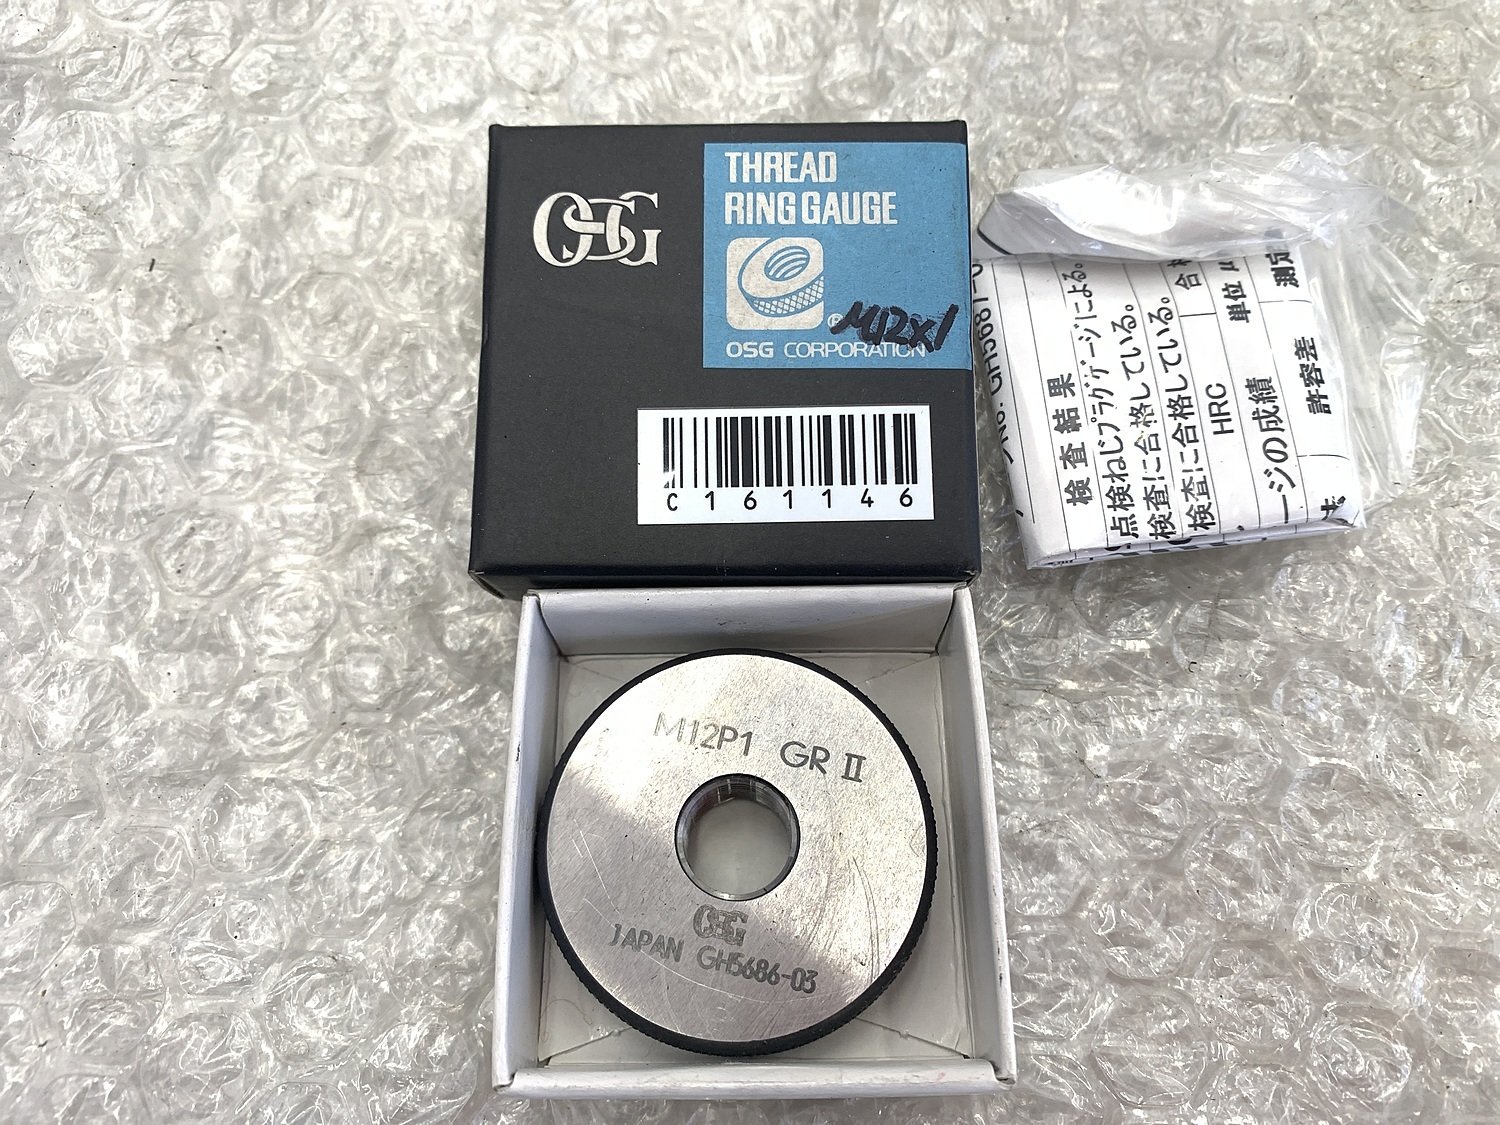 OSG
THREAD
RING GAUGE
®
M12X1
OSG CORPORATION
C161146
検査結果
点検ねじプラグゲージによる。
検査に合格している。
検査に合格している。
HRC
単位
ージの成績
許容差
測定
M12P1 GR II
OSG
JAPAN GH5686-03